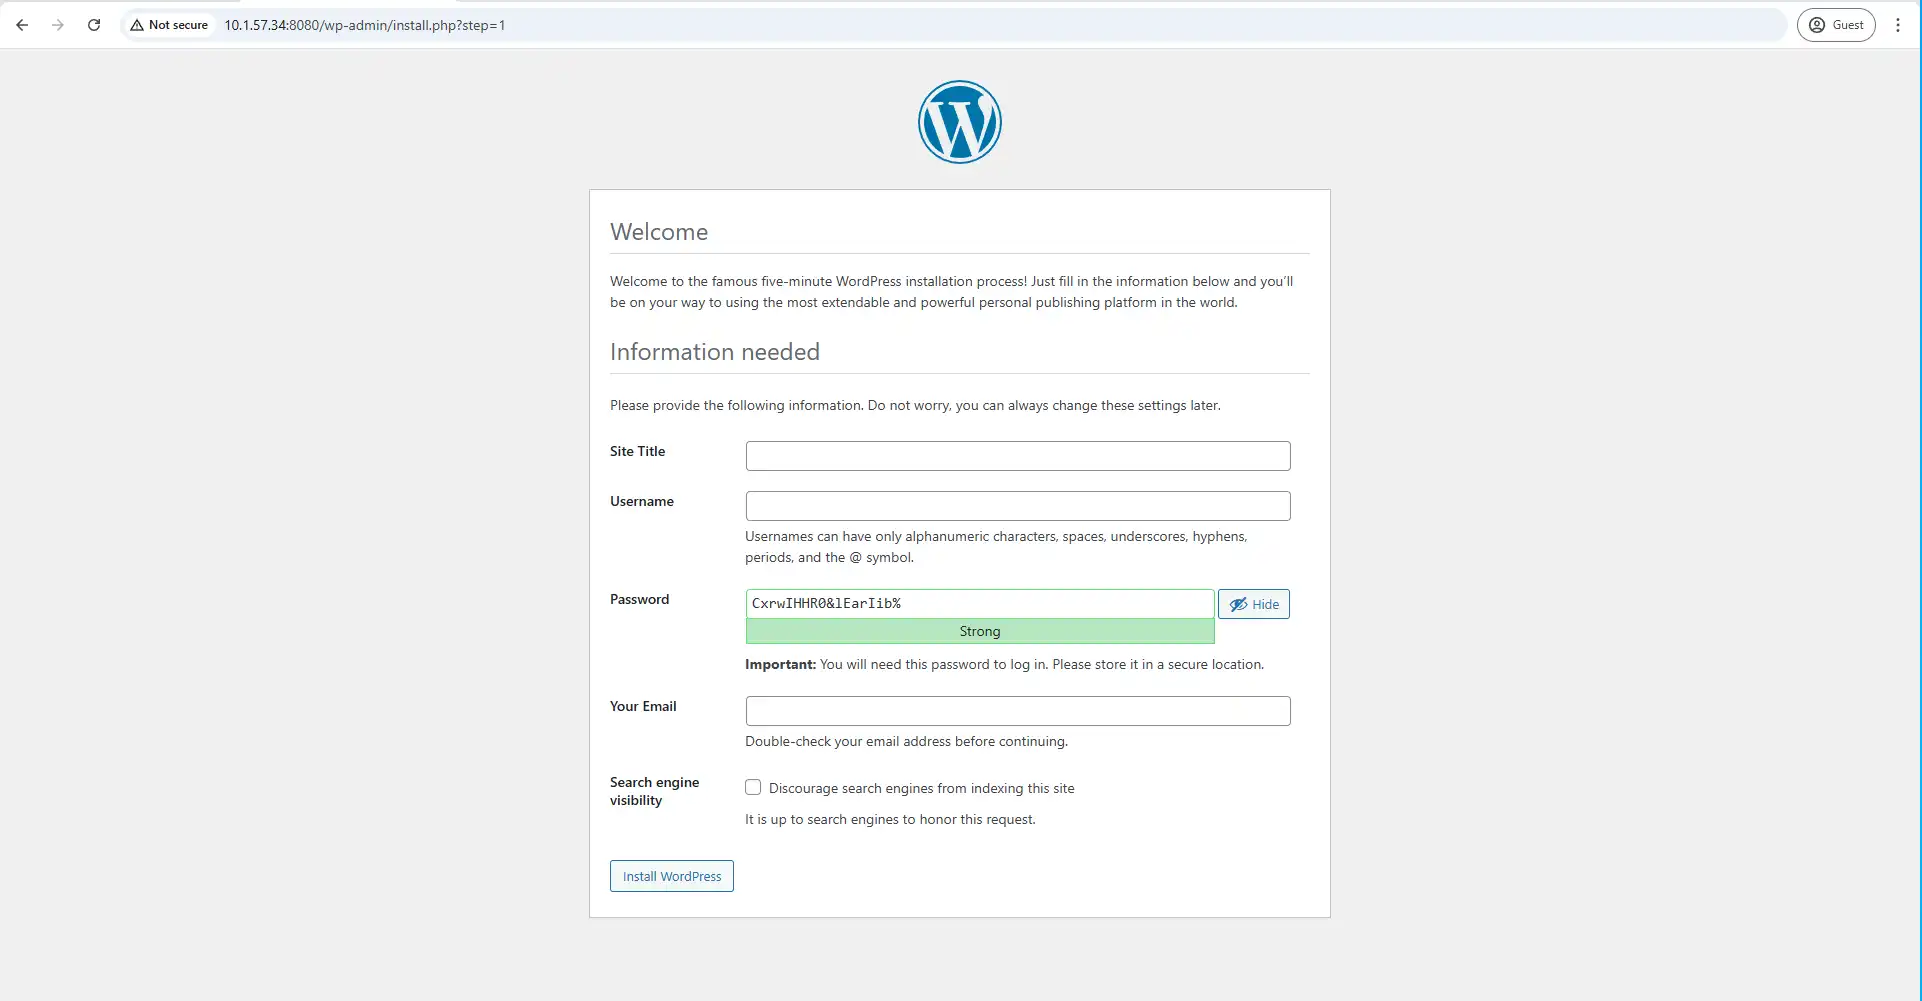 Not secure 10.1.57.34:8080/wp-admin/install.php?step=1 Guest
W
Welcome
Welcome to the famous five-minute WordPress installation process! Just fill in the information below and you’ll
be on your way to using the most extendable and powerful personal publishing platform in the world.
Information needed
Please provide the following information. Do not worry, you can always change these settings later.
Site Title
Username
Usernames can have only alphanumeric characters, spaces, underscores, hyphens,
periods, and the @ symbol.
Password CxrwIHHR0&lEarIib% Hide
Strong
Important: You will need this password to log in. Please store it in a secure location.
Your Email
Double-check your email address before continuing.
Search engine
visibility
Discourage search engines from indexing this site
It is up to search engines to honor this request.
Install WordPress